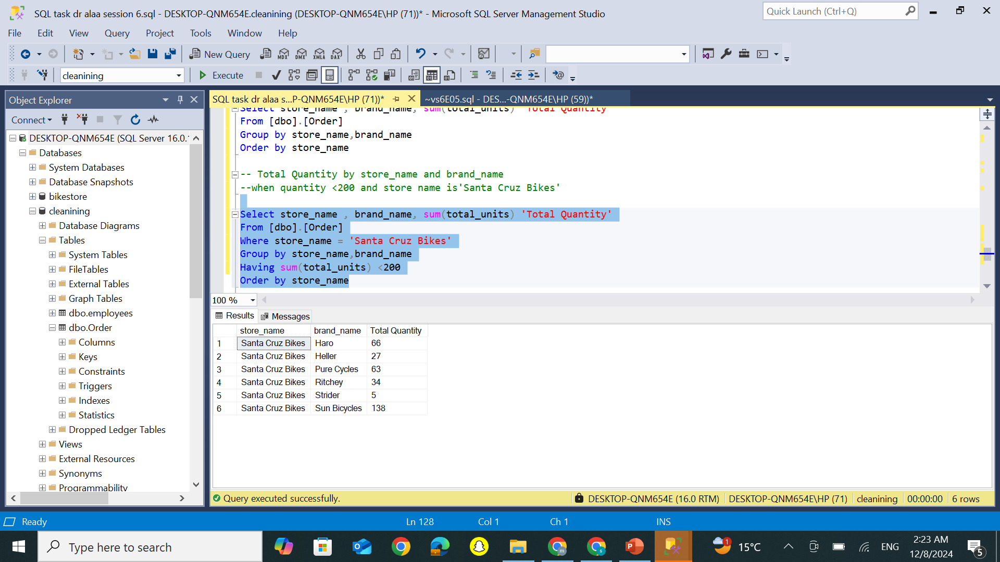 SQL task dr alaa session 6.sql - DESKTOP-QNM654E.cleanining (DESKTOP-QNM654E\HP (71))* - Microsoft SQL Server Management Studio
Quick Launch (Ctrl+Q)
File Edit View Query Project Tools Window Help
New Query MDX DMX XMLA DAX
cleanining Execute
Object Explorer
SQL task dr alaa s...P-QNM654E\HP (71))*
~vs6E05.sql - DES...-QNM654E\HP (59))*
Connect
DESKTOP-QNM654E (SQL Server 16.0.1
Databases
System Databases
Database Snapshots
bikestore
cleanining
Database Diagrams
Tables
System Tables
FileTables
External Tables
Graph Tables
dbo.employees
dbo.Order
Columns
Keys
Constraints
Triggers
Indexes
Statistics
Dropped Ledger Tables
Views
External Resources
Synonyms
Programmability
Select store_name , brand_name, sum(total_units) 'Total Quantity'
From [dbo].[Order]
Group by store_name,brand_name
Order by store_name
-- Total Quantity by store_name and brand_name
--when quantity <200 and store name is'Santa Cruz Bikes'
Select store_name , brand_name, sum(total_units) 'Total Quantity'
From [dbo].[Order]
Where store_name = 'Santa Cruz Bikes'
Group by store_name,brand_name
Having sum(total_units) <200
Order by store_name
100 %
Results Messages
store_name brand_name Total Quantity
1 Santa Cruz Bikes Haro 66
2 Santa Cruz Bikes Heller 27
3 Santa Cruz Bikes Pure Cycles 63
4 Santa Cruz Bikes Ritchey 34
5 Santa Cruz Bikes Strider 5
6 Santa Cruz Bikes Sun Bicycles 138
Query executed successfully.
DESKTOP-QNM654E (16.0 RTM) DESKTOP-QNM654E\HP (71) cleanining 00:00:00 6 rows
Ready Ln 128 Col 1 Ch 1 INS
Type here to search
1
15°C
ENG
2:23 AM
12/8/2024
5